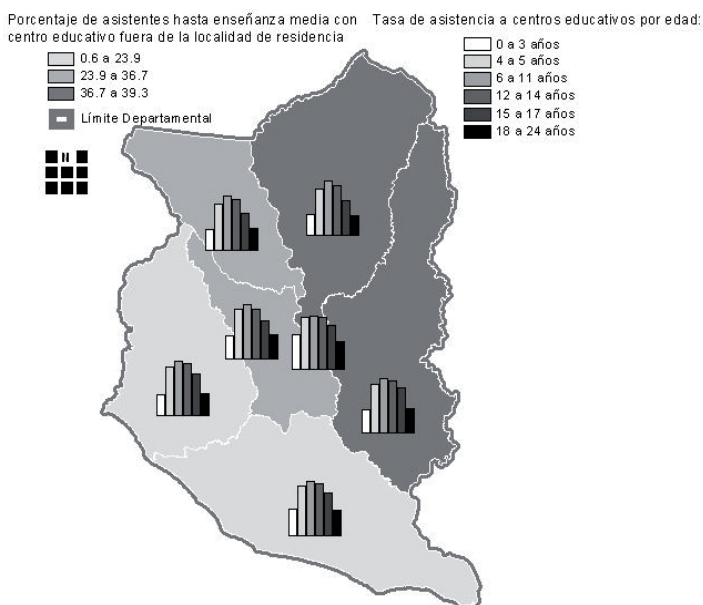 Porcentaje de asistentes hasta enseñanza media con
centro educativo fuera de la localidad de residencia
0.6 a 23.9
23.9 a 36.7
36.7 a 39.3
Límite Departamental
N
Tasa de asistencia a centros educativos por edad:
0 a 3 años
4 a 5 años
6 a 11 años
12 a 14 años
15 a 17 años
18 a 24 años